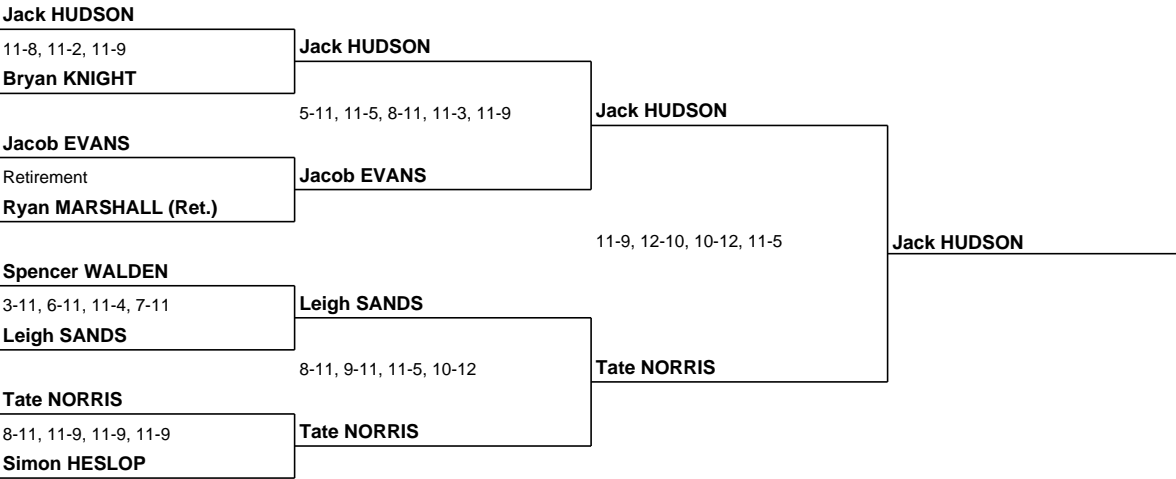 Jack HUDSON
11-8, 11-2, 11-9
Bryan KNIGHT
Jacob EVANS
Retirement
Ryan MARSHALL (Ret.)
Spencer WALDEN
3-11, 6-11, 11-4, 7-11
Leigh SANDS
Tate NORRIS
8-11, 11-9, 11-9, 11-9
Simon HESLOP
Jack HUDSON
5-11, 11-5, 8-11, 11-3, 11-9
Jacob EVANS
Leigh SANDS
8-11, 9-11, 11-5, 10-12
Tate NORRIS
Jack HUDSON
11-9, 12-10, 10-12, 11-5
Tate NORRIS
Jack HUDSON